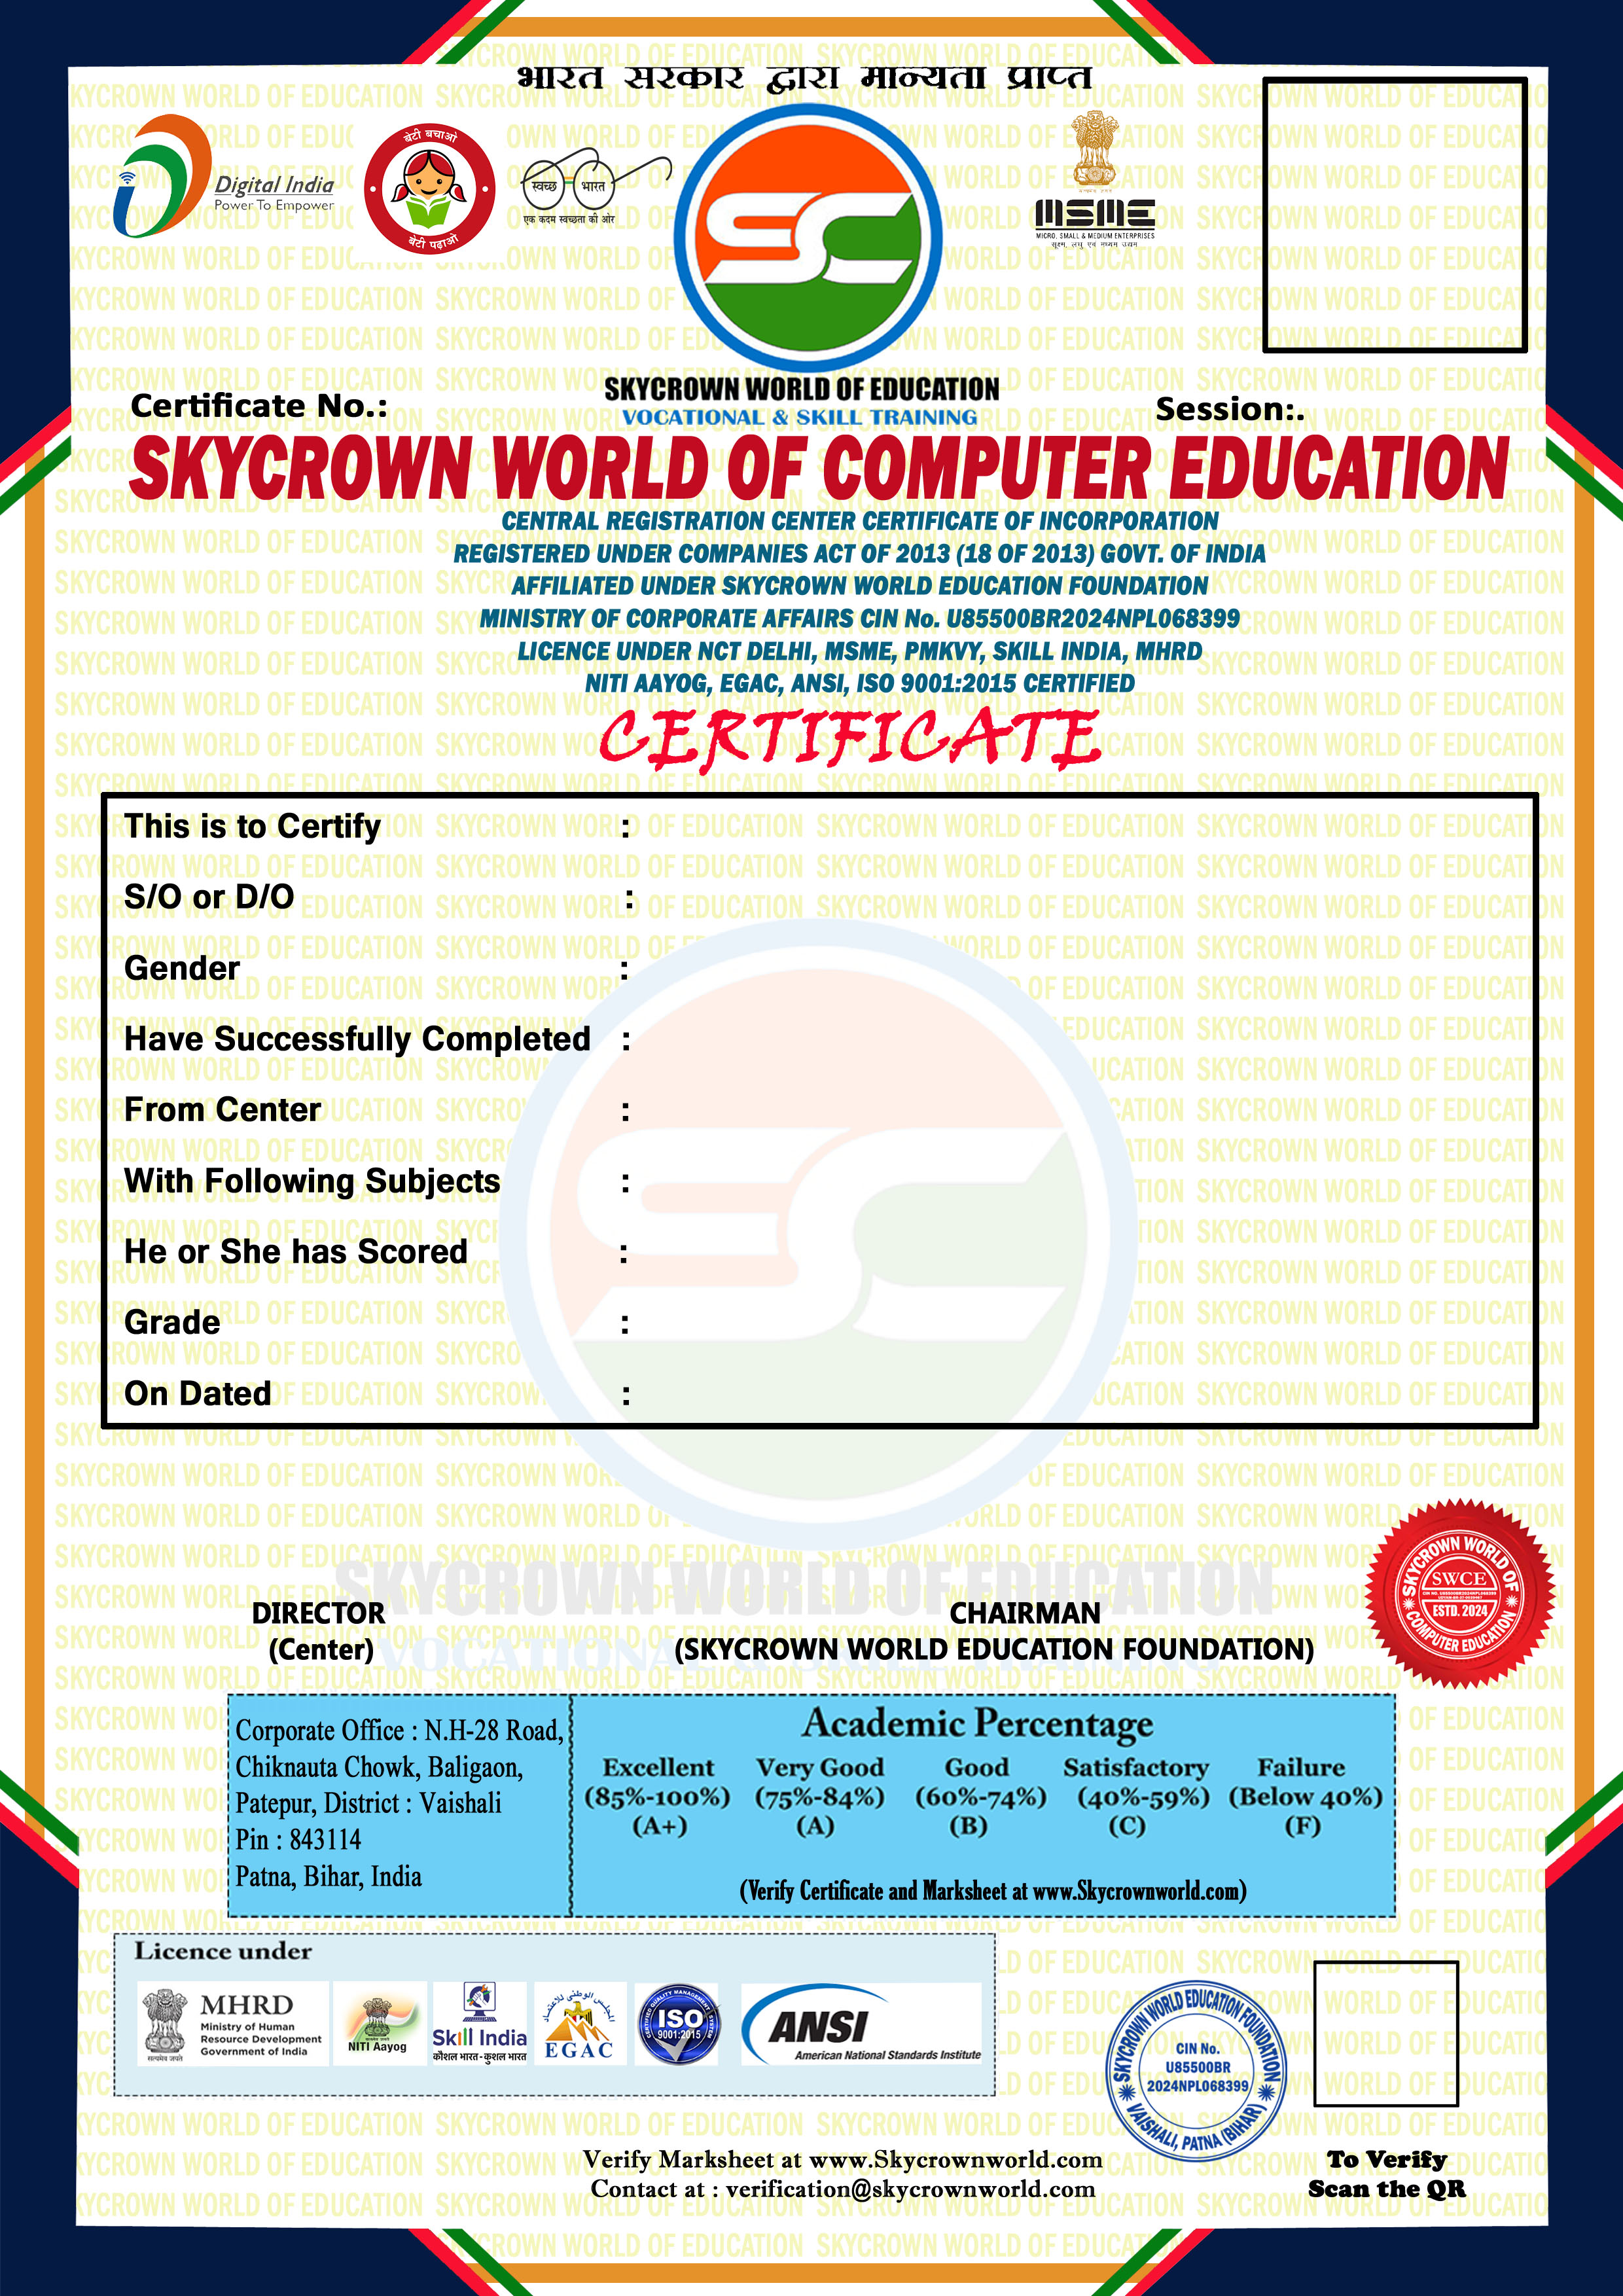 भारत सरकार द्वारा मान्यता प्राप्त
Digital India
Power To Empower
बेटी बचाओ
बेटी पढ़ाओ
स्वच्छ भारत
एक कदम स्वच्छता की ओर
MSME
MICRO, SMALL & MEDIUM ENTERPRISES
सूक्ष्म, लघु एवं मध्यम उद्यम
SC
SKYCROWN WORLD OF EDUCATION
VOCATIONAL & SKILL TRAINING
Certificate No.:
Session:.
SKYCROWN WORLD OF COMPUTER EDUCATION
CENTRAL REGISTRATION CENTER CERTIFICATE OF INCORPORATION
REGISTERED UNDER COMPANIES ACT OF 2013 (18 OF 2013) GOVT. OF INDIA
AFFILIATED UNDER SKYCROWN WORLD EDUCATION FOUNDATION
MINISTRY OF CORPORATE AFFAIRS CIN No. U85500BR2024NPL068399
LICENCE UNDER NCT DELHI, MSME, PMKVY, SKILL INDIA, MHRD
NITI AAYOG, EGAC, ANSI, ISO 9001:2015 CERTIFIED
CERTIFICATE
This is to Certify :
S/O or D/O :
Gender :
Have Successfully Completed :
From Center :
With Following Subjects :
He or She has Scored :
Grade :
On Dated :
SKYCROWN WORLD OF EDUCATION
DIRECTOR
(Center)
CHAIRMAN
(SKYCROWN WORLD EDUCATION FOUNDATION)
SKYCROWN WORLD OF
SWCE
ESTD. 2024
COMPUTER EDUCATION
Corporate Office : N.H-28 Road,
Chiknauta Chowk, Baligaon,
Patepur, District : Vaishali
Pin : 843114
Patna, Bihar, India
Academic Percentage
Excellent Very Good Good Satisfactory Failure
(85%-100%) (75%-84%) (60%-74%) (40%-59%) (Below 40%)
(A+) (A) (B) (C) (F)
(Verify Certificate and Marksheet at www.Skycrownworld.com)
Licence under
MHRD
Ministry of Human
Resource Development
Government of India
सत्यमेव जयते
NITI Aayog
Skill India
कौशल भारत-कुशल भारत
المجلس الوطنى للاعتماد
EGAC
CERTIFIED QUALITY MANAGEMENT SYSTEM
ISO
9001:2015
ANSI
American National Standards Institute
SKYCROWN WORLD EDUCATION FOUNDATION
CIN No.
U85500BR
2024NPL068399
VAISHALI, PATNA (BIHAR)
Verify Marksheet at www.Skycrownworld.com
Contact at : verification@skycrownworld.com
To Verify
Scan the QR